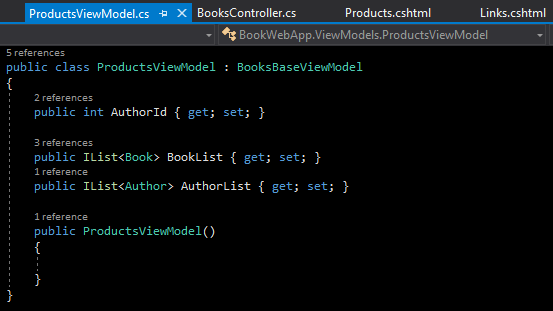 ProductsViewModel.cs
BooksController.cs
Products.cshtml
Links.cshtml
BookWebApp.ViewModels.ProductsViewModel
5 references
public class ProductsViewModel : BooksBaseViewModel
{
2 references
public int AuthorId { get; set; }
3 references
public IList<Book> BookList { get; set; }
1 reference
public IList<Author> AuthorList { get; set; }
1 reference
public ProductsViewModel()
{
}
}